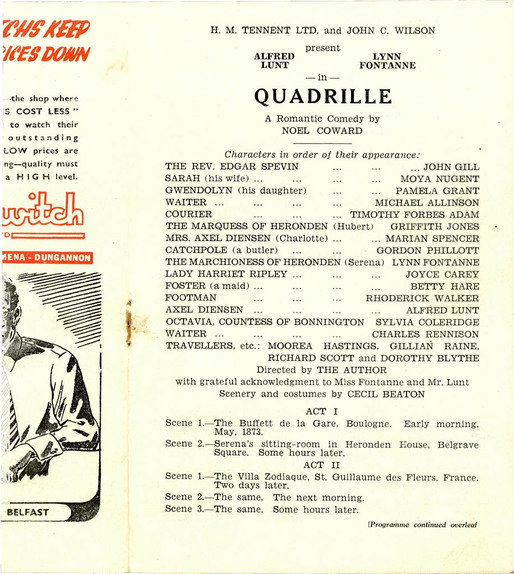 TCHS KEEP
ICES DOWN
—the shop where
S COST LESS"
to watch their
outstanding
LOW prices are
ng—quality must
a HIGH level.
witch
TD
MENA - DUNGANNON
BELFAST
H. M. TENNENT LTD. and JOHN C. WILSON
present
ALFRED LUNT LYNN FONTANNE
— in —
QUADRILLE
A Romantic Comedy by
NOEL COWARD
Characters in order of their appearance:
THE REV. EDGAR SPEVIN ... ... ... JOHN GILL
SARAH (his wife) ... ... ... MOYA NUGENT
GWENDOLYN (his daughter) ... ... PAMELA GRANT
WAITER ... ... ... ... MICHAEL ALLINSON
COURIER ... ... ... TIMOTHY FORBES ADAM
THE MARQUESS OF HERONDEN (Hubert) GRIFFITH JONES
MRS. AXEL DIENSEN (Charlotte) ... ... MARIAN SPENCER
CATCHPOLE (a butler) ... ... GORDON PHILLOTT
THE MARCHIONESS OF HERONDEN (Serena) LYNN FONTANNE
LADY HARRIET RIPLEY ... ... ... JOYCE CAREY
FOSTER (a maid) ... ... ... ... BETTY HARE
FOOTMAN ... ... ... RHODERICK WALKER
AXEL DIENSEN ... ... ... ... ALFRED LUNT
OCTAVIA, COUNTESS OF BONNINGTON SYLVIA COLERIDGE
WAITER ... ... ... ... CHARLES RENNISON
TRAVELLERS, etc.: MOOREA HASTINGS, GILLIAN RAINE,
RICHARD SCOTT and DOROTHY BLYTHE
Directed by THE AUTHOR
with grateful acknowledgment to Miss Fontanne and Mr. Lunt
Scenery and costumes by CECIL BEATON
ACT I
Scene 1.—The Buffett de la Gare, Boulogne. Early morning.
May, 1873.
Scene 2.—Serena's sitting-room in Heronden House, Belgrave
Square. Some hours later.
ACT II
Scene 1.—The Villa Zodiaque, St. Guillaume des Fleurs, France.
Two days later.
Scene 2.—The same. The next morning.
Scene 3.—The same. Some hours later.
[Programme continued overleaf